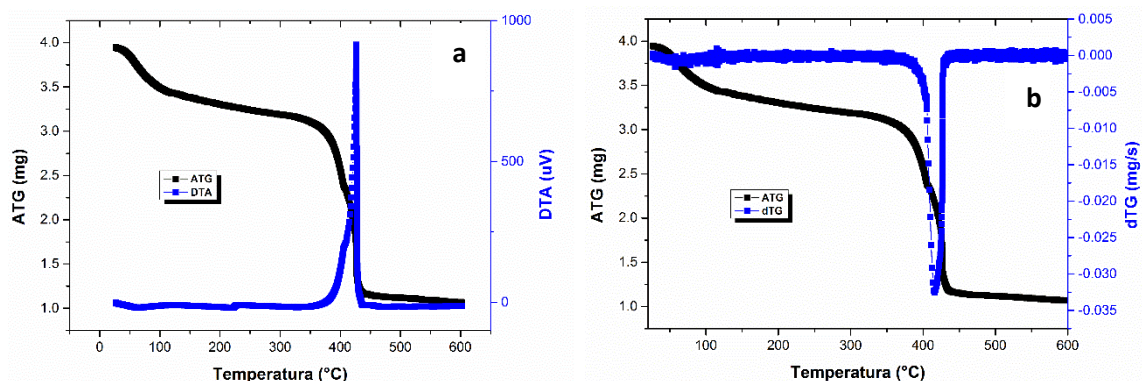 a
ATG (mg)
4.0
3.5
3.0
2.5
2.0
1.5
1.0
ATG
DTA
1000
500
0
DTA (uV)
0 100 200 300 400 500 600
Temperatura (°C)
b
ATG (mg)
4.0
3.5
3.0
2.5
2.0
1.5
1.0
ATG
dTG
0.005
0.000
-0.005
-0.010
-0.015
-0.020
-0.025
-0.030
-0.035
dTG (mg/s)
100 200 300 400 500 600
Temperatura (°C)